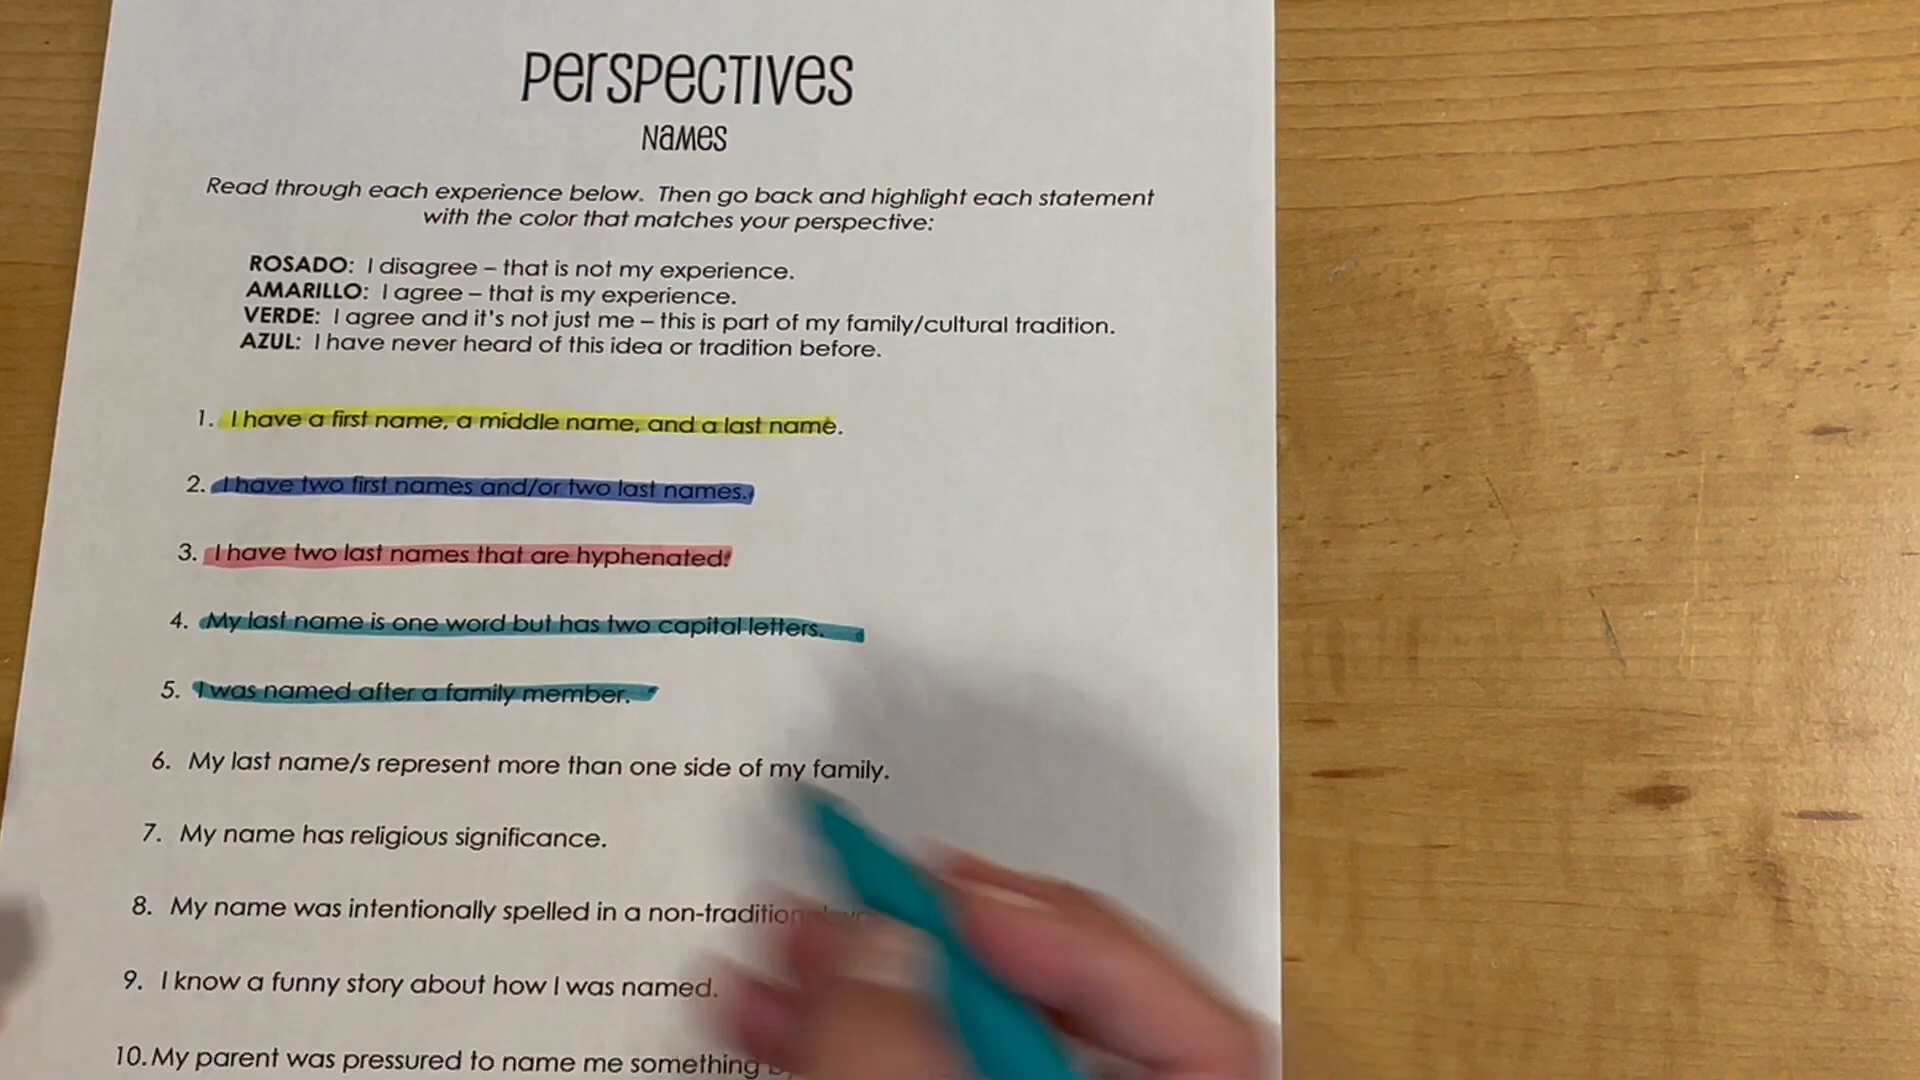 Perspectives
Names
Read through each experience below. Then go back and highlight each statement
with the color that matches your perspective:
ROSADO: I disagree – that is not my experience.
AMARILLO: I agree – that is my experience.
VERDE: I agree and it's not just me – this is part of my family/cultural tradition.
AZUL: I have never heard of this idea or tradition before.
1. I have a first name, a middle name, and a last name.
2. I have two first names and/or two last names.
3. I have two last names that are hyphenated.
4. My last name is one word but has two capital letters.
5. I was named after a family member.
6. My last name/s represent more than one side of my family.
7. My name has religious significance.
8. My name was intentionally spelled in a
9. I know a funny story about how I was named.
10. My parent was pressured to name me something